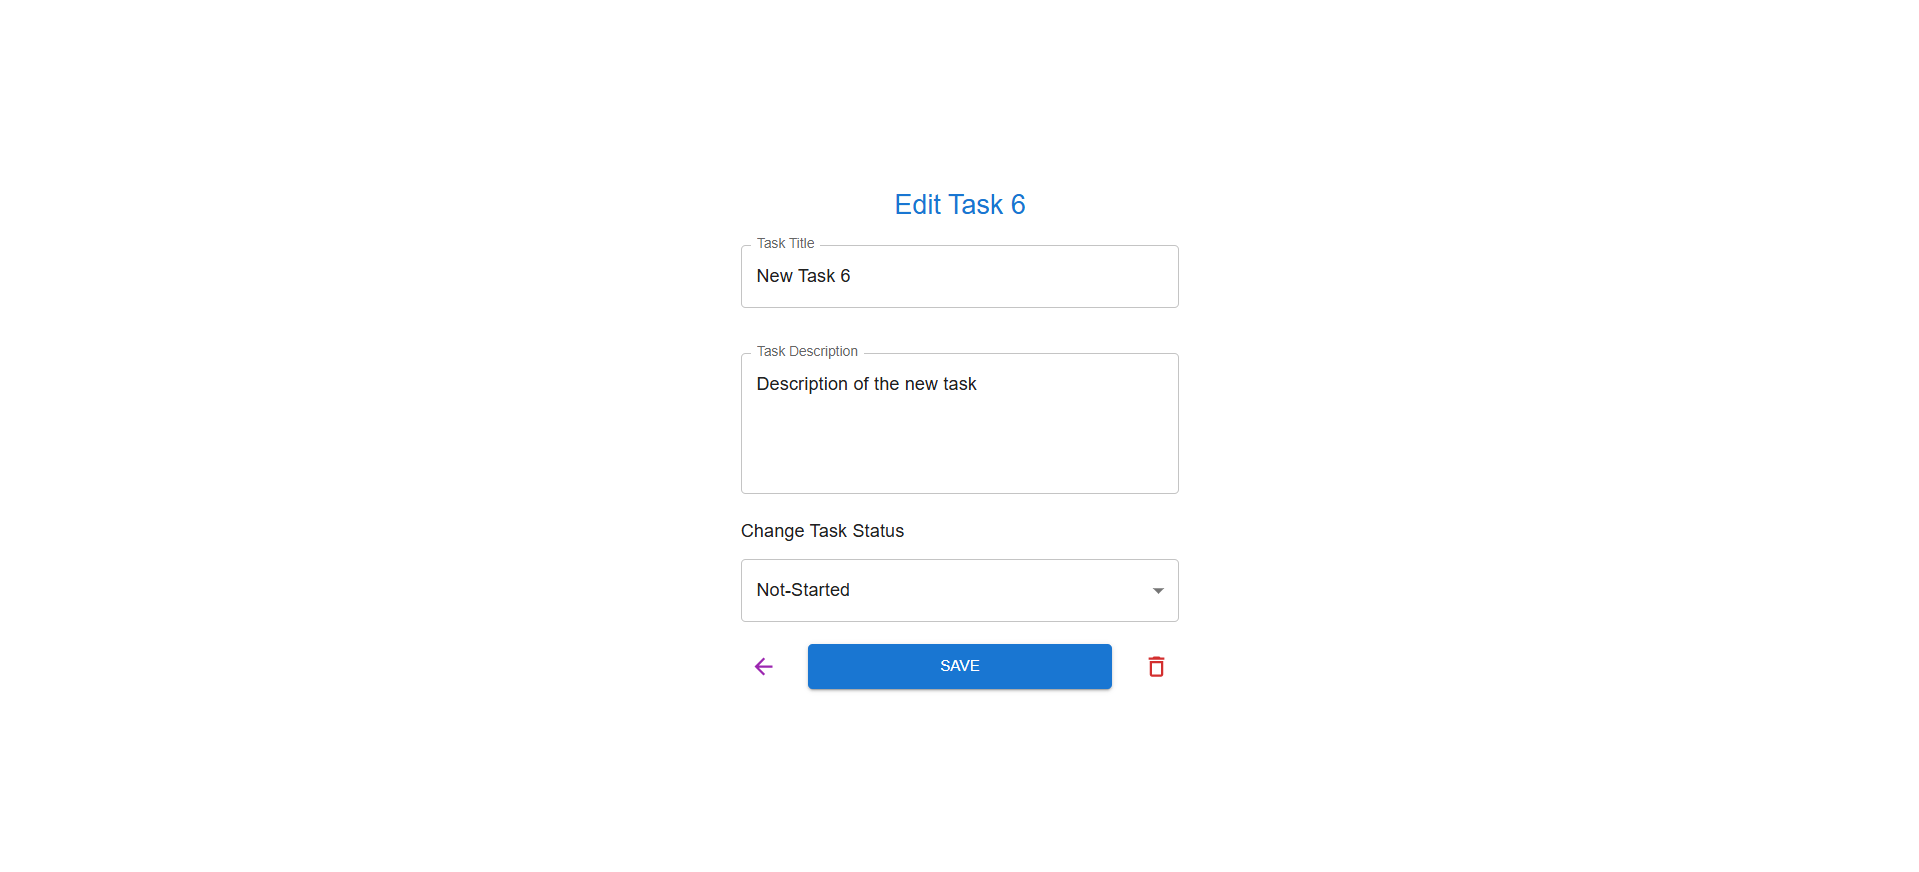 Edit Task 6
Task Title
New Task 6
Task Description
Description of the new task
Change Task Status
Not-Started
SAVE